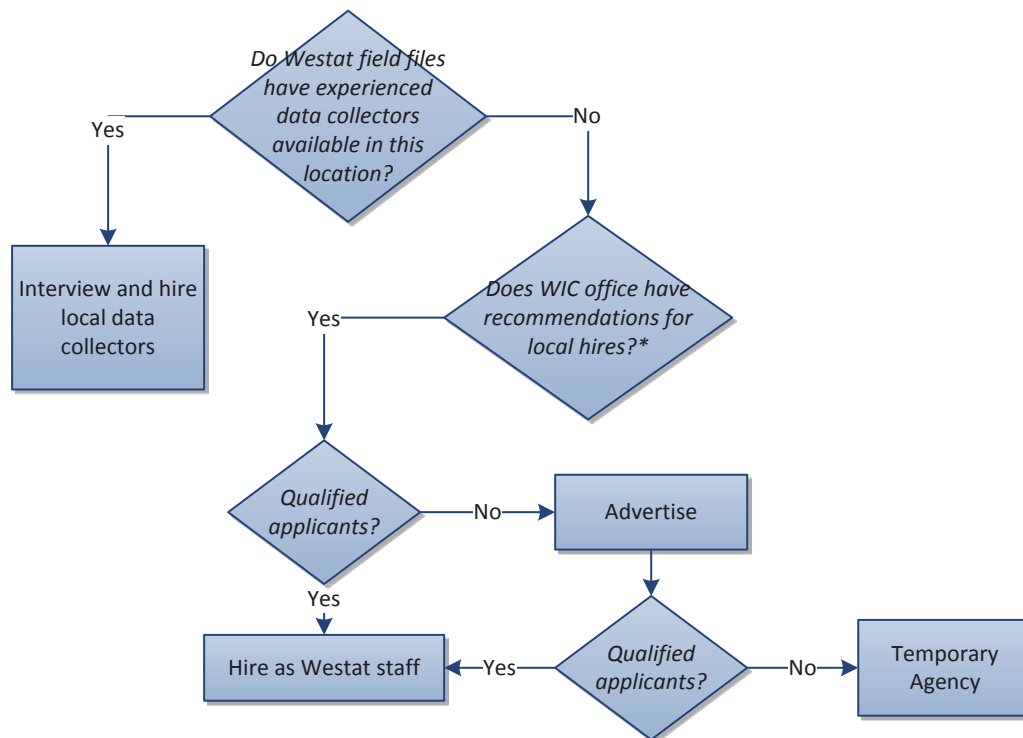 Do Westat field files
have experienced
data collectors
available in this
location?
Yes
No
Interview and hire
local data
collectors
Does WIC office have
recommendations for
local hires?*
Yes
Qualified
applicants?
No
Advertise
Yes
Hire as Westat staff
Yes
Qualified
applicants?
No
Temporary
Agency